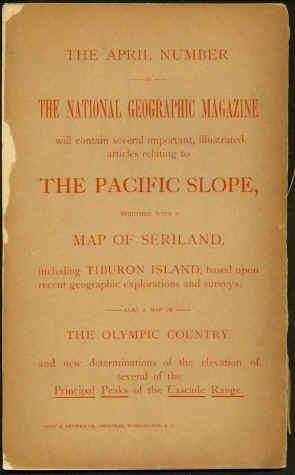 THE APRIL NUMBER
OF
THE NATIONAL GEOGRAPHIC MAGAZINE
will contain several important, illustrated
articles relating to
THE PACIFIC SLOPE,
together with a
MAP OF SERILAND,
including TIBURON ISLAND, based upon
recent geographic explorations and surveys;
ALSO A MAP OF
THE OLYMPIC COUNTRY
and new determinations of the elevation of
several of the
Principal Peaks of the Cascade Range.
PRINTERS, WASHINGTON, D. C.